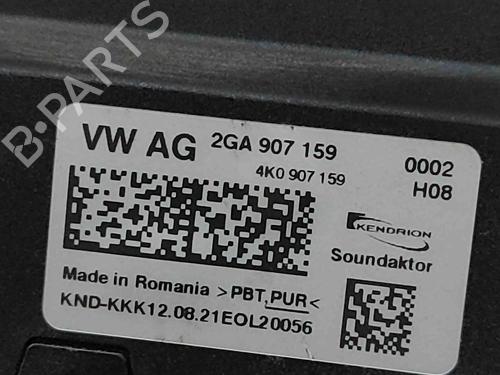 B-PARTS
VW AG 2GA 907 159 0002
4K0 907 159 H08
KENDRION
Soundaktor
Made in Romania >PBT,PUR<
KND-KKK12.08.21EOL20056